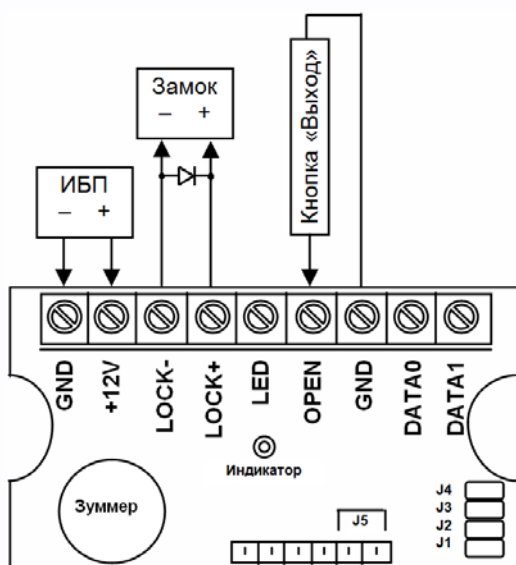 Замок
– +
Кнопка «Выход»
ИБП
– +
GND
+12V
LOCK-
LOCK+
LED
OPEN
GND
DATA0
DATA1
Индикатор
Зуммер
J5
J4
J3
J2
J1